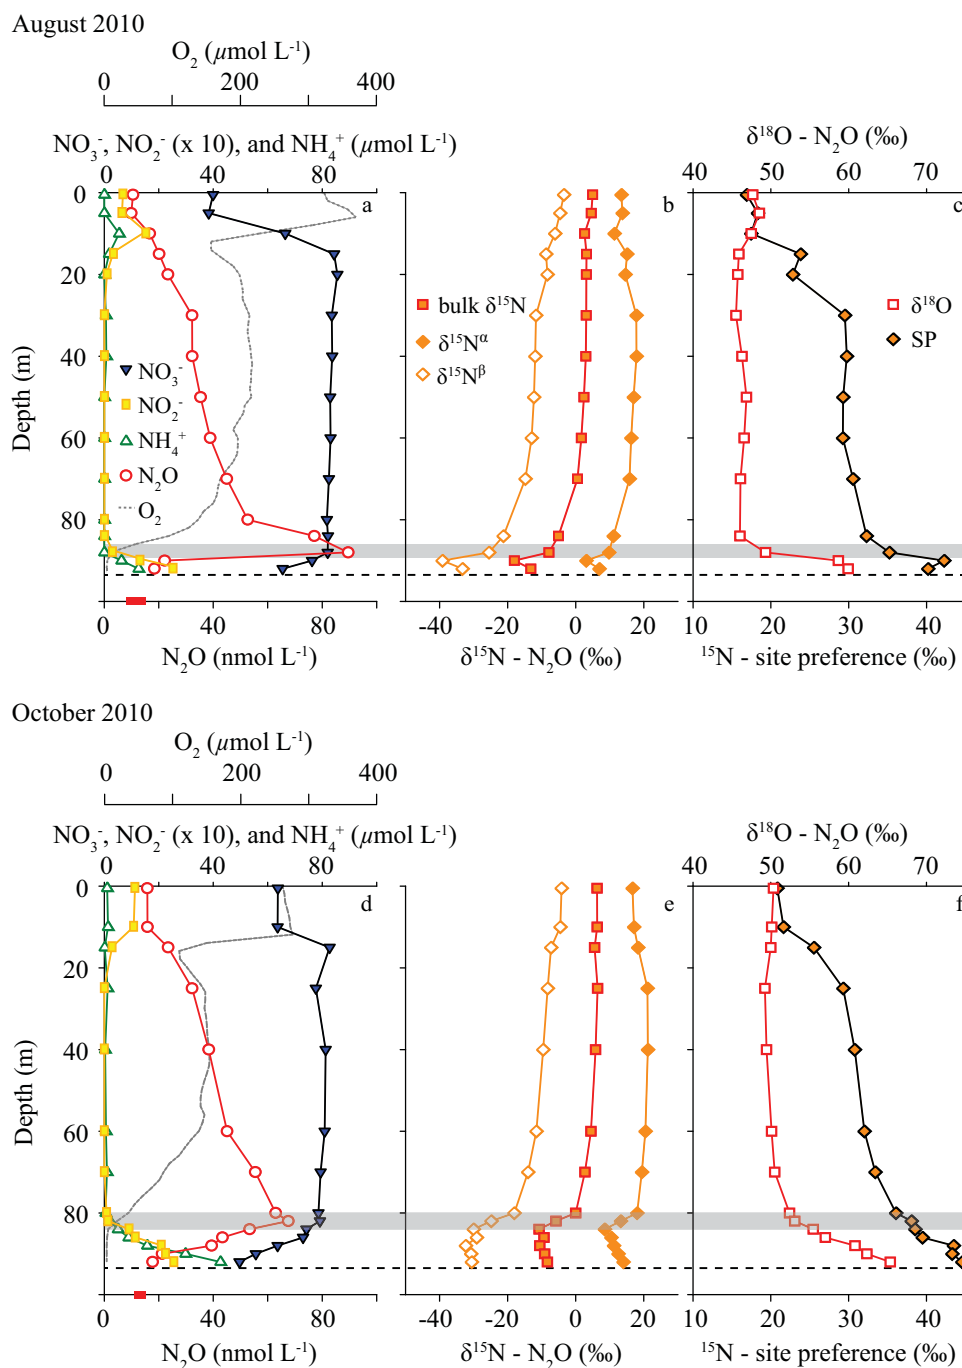 August 2010
O₂ (µmol L⁻¹)
0 200 400
NO₃⁻, NO₂⁻ (x 10), and NH₄⁺ (µmol L⁻¹)
δ¹⁸O - N₂O (‰)
0 40 80
40 50 60 70
a
b
c
0
20
40
60
80
Depth (m)
NO₃⁻
NO₂⁻
NH₄⁺
N₂O
O₂
bulk δ¹⁵N
δ¹⁵Nᵅ
δ¹⁵Nᵝ
δ¹⁸O
SP
0 40 80
-40 -20 0 20
10 20 30 40
N₂O (nmol L⁻¹)
δ¹⁵N - N₂O (‰)
¹⁵N - site preference (‰)
October 2010
O₂ (µmol L⁻¹)
0 200 400
NO₃⁻, NO₂⁻ (x 10), and NH₄⁺ (µmol L⁻¹)
δ¹⁸O - N₂O (‰)
0 40 80
40 50 60 70
d
e
f
0
20
40
60
80
Depth (m)
0 40 80
-40 -20 0 20
10 20 30 40
N₂O (nmol L⁻¹)
δ¹⁵N - N₂O (‰)
¹⁵N - site preference (‰)